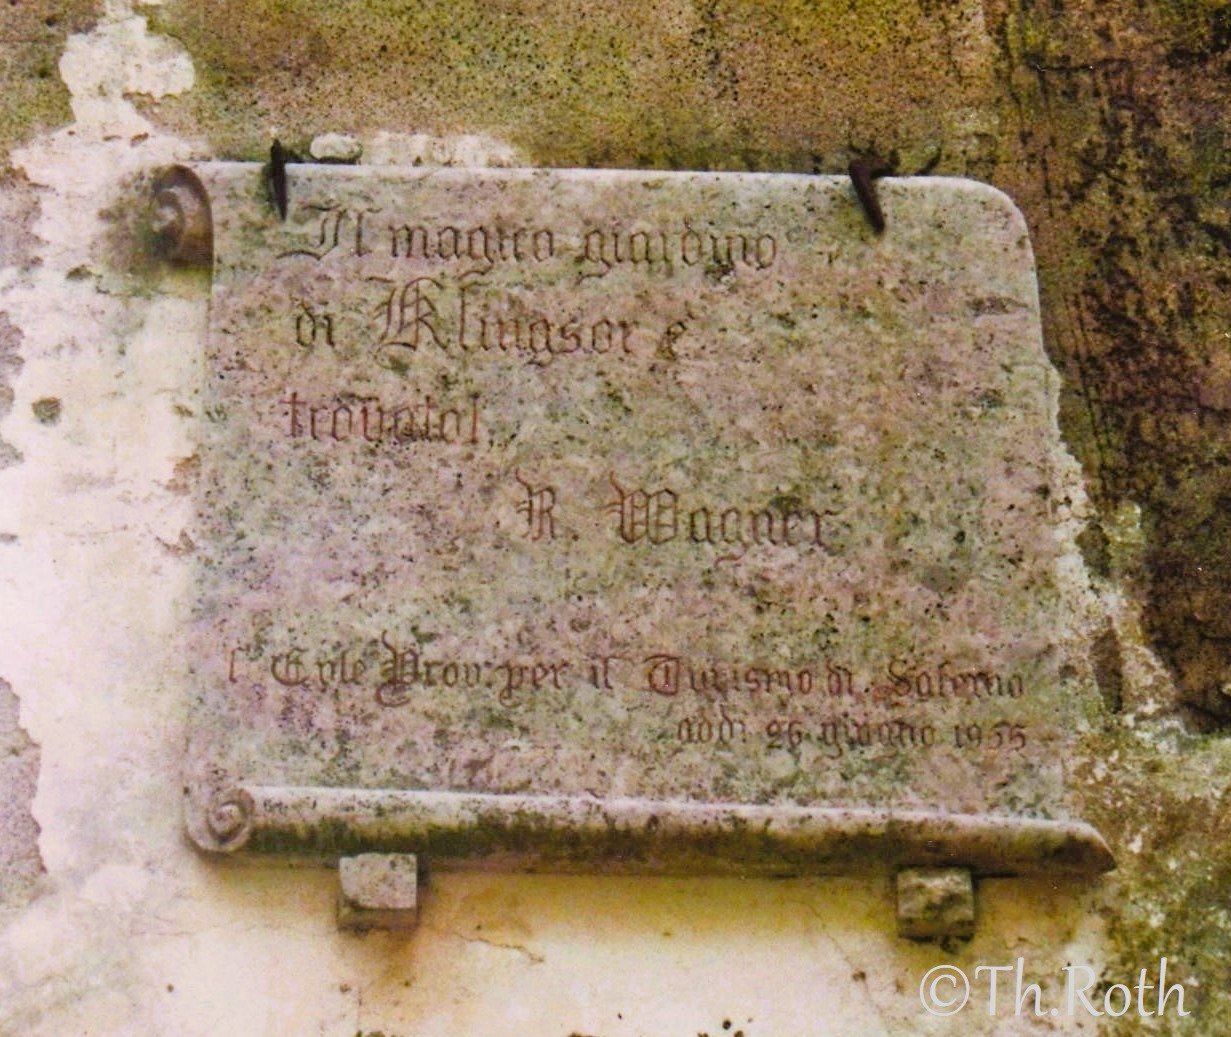 Il magico giardino
di Klingsor è
trovato!
R. Wagner
l' Ente Prov. per il Turismo di Salerno
addì 26 giugno 1955
©Th.Roth